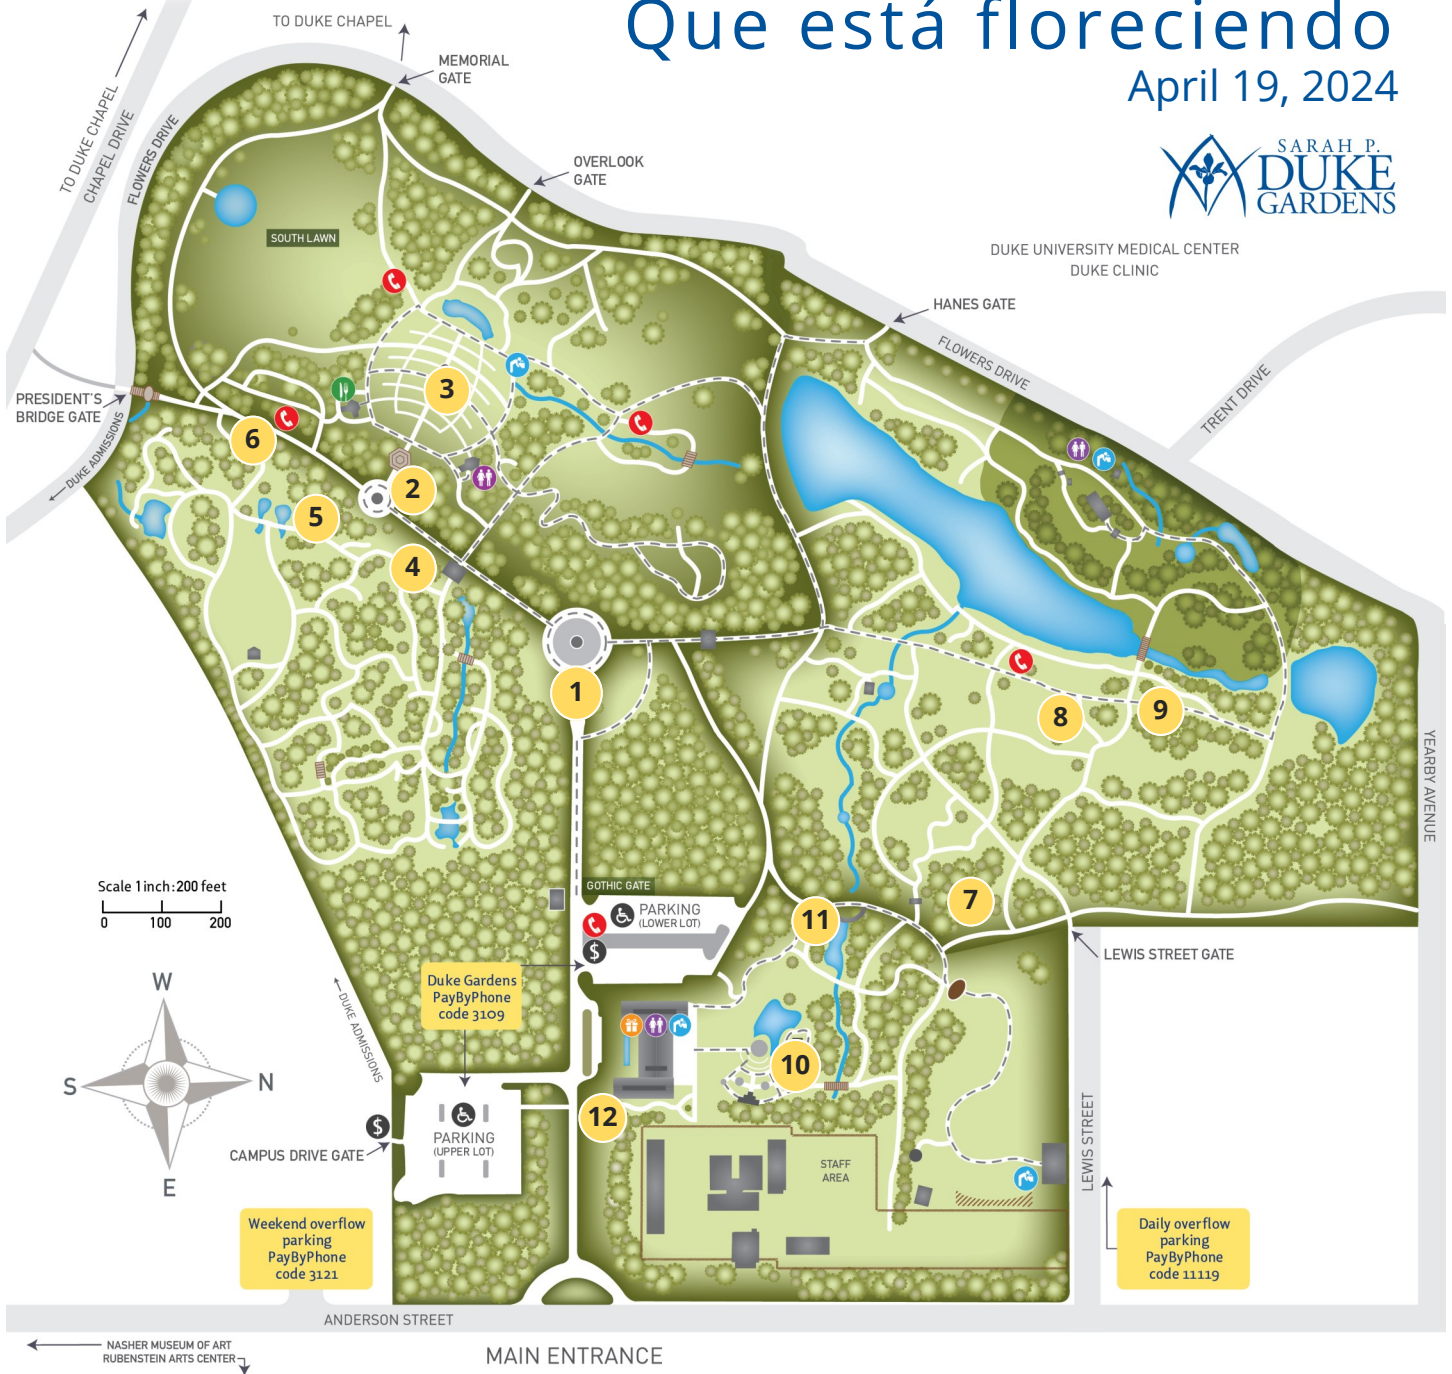 Que está floreciendo
April 19, 2024
SARAH P.
DUKE
GARDENS
TO DUKE CHAPEL
MEMORIAL
GATE
TO DUKE CHAPEL
CHAPEL DRIVE
FLOWERS DRIVE
OVERLOOK
GATE
SOUTH LAWN
DUKE UNIVERSITY MEDICAL CENTER
DUKE CLINIC
HANES GATE
FLOWERS DRIVE
TRENT DRIVE
PRESIDENT'S
BRIDGE GATE
DUKE ADMISSIONS
3
6
2
5
4
1
8
9
YEARBY AVENUE
Scale 1 inch : 200 feet
0 100 200
GOTHIC GATE
PARKING
(LOWER LOT)
$
7
11
LEWIS STREET GATE
Duke Gardens
PayByPhone
code 3109
W
S N
E
DUKE ADMISSIONS
10
12
$
PARKING
(UPPER LOT)
CAMPUS DRIVE GATE
STAFF
AREA
LEWIS STREET
Weekend overflow
parking
PayByPhone
code 3121
Daily overflow
parking
PayByPhone
code 11119
ANDERSON STREET
NASHER MUSEUM OF ART
RUBENSTEIN ARTS CENTER
MAIN ENTRANCE